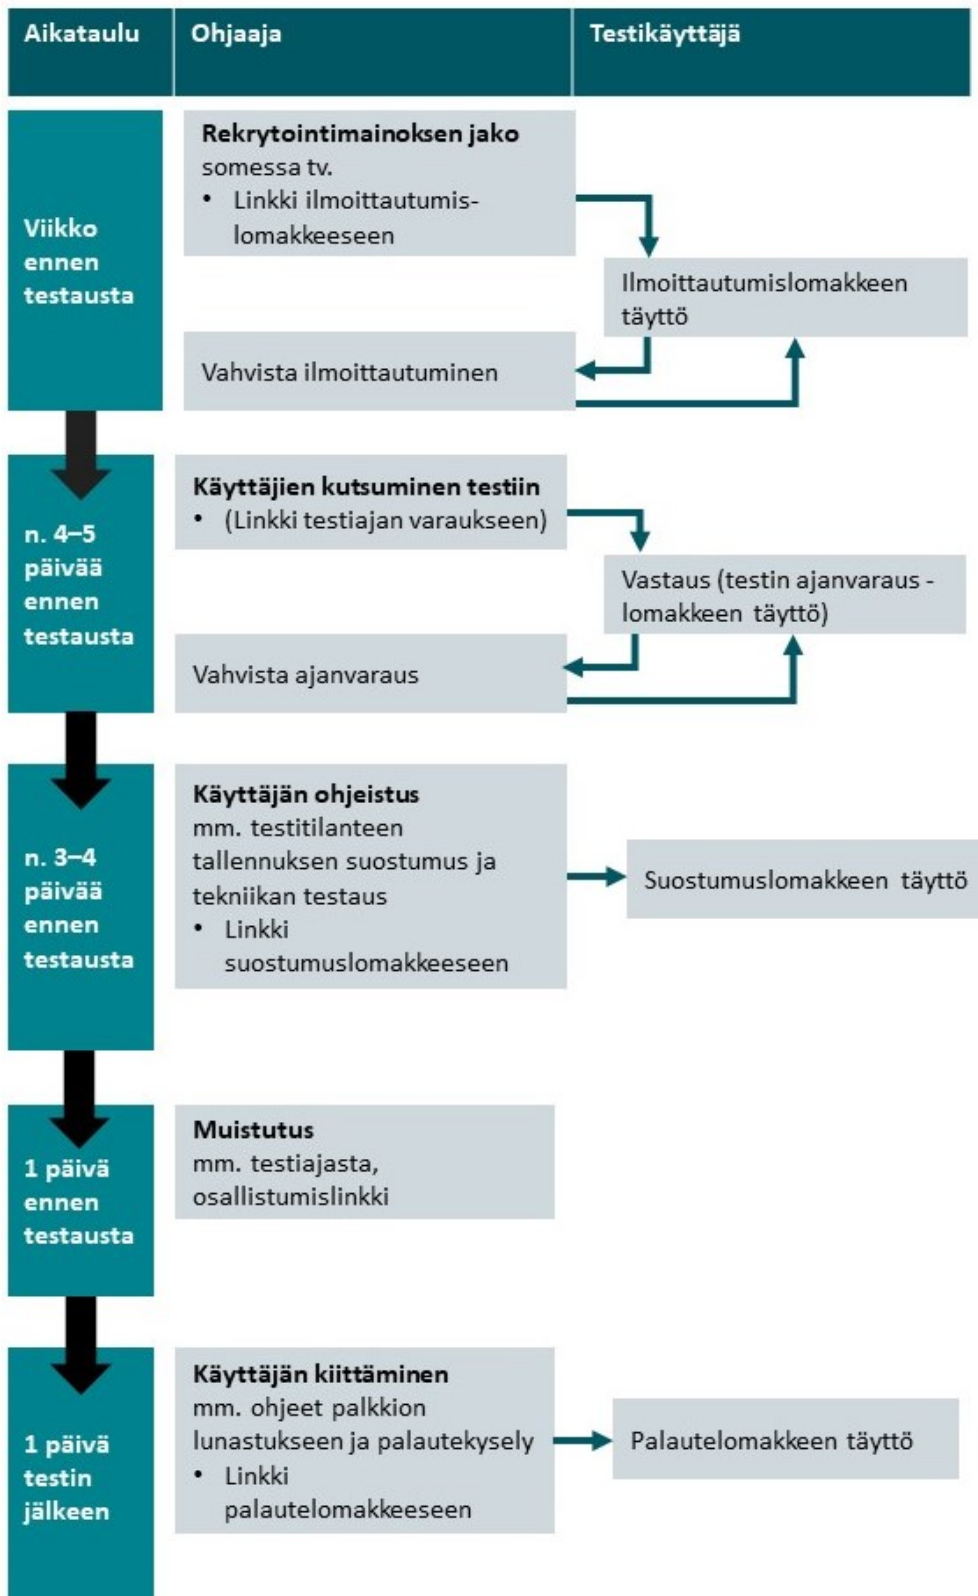 Aikataulu
Ohjaaja
Testikäyttäjä
Viikko
ennen
testausta
Rekrytointimainoksen jako
somessa tv.
• Linkki ilmoittautumis-
lomakkeeseen
Ilmoittautumislomakkeen
täyttö
Vahvista ilmoittautuminen
n. 4–5
päivää
ennen
testausta
Käyttäjien kutsuminen testiin
• (Linkki testiajan varaukseen)
Vastaus (testin ajanvaraus -
lomakkeen täyttö)
Vahvista ajanvaraus
n. 3–4
päivää
ennen
testausta
Käyttäjän ohjeistus
mm. testitilanteen
tallennuksen suostumus ja
tekniikan testaus
• Linkki
suostumuslomakkeeseen
Suostumuslomakkeen täyttö
1 päivä
ennen
testausta
Muistutus
mm. testiajasta,
osallistumislinkki
1 päivä
testin
jälkeen
Käyttäjän kiittäminen
mm. ohjeet palkkion
lunastukseen ja palautekysely
• Linkki
palautelomakkeeseen
Palautelomakkeen täyttö